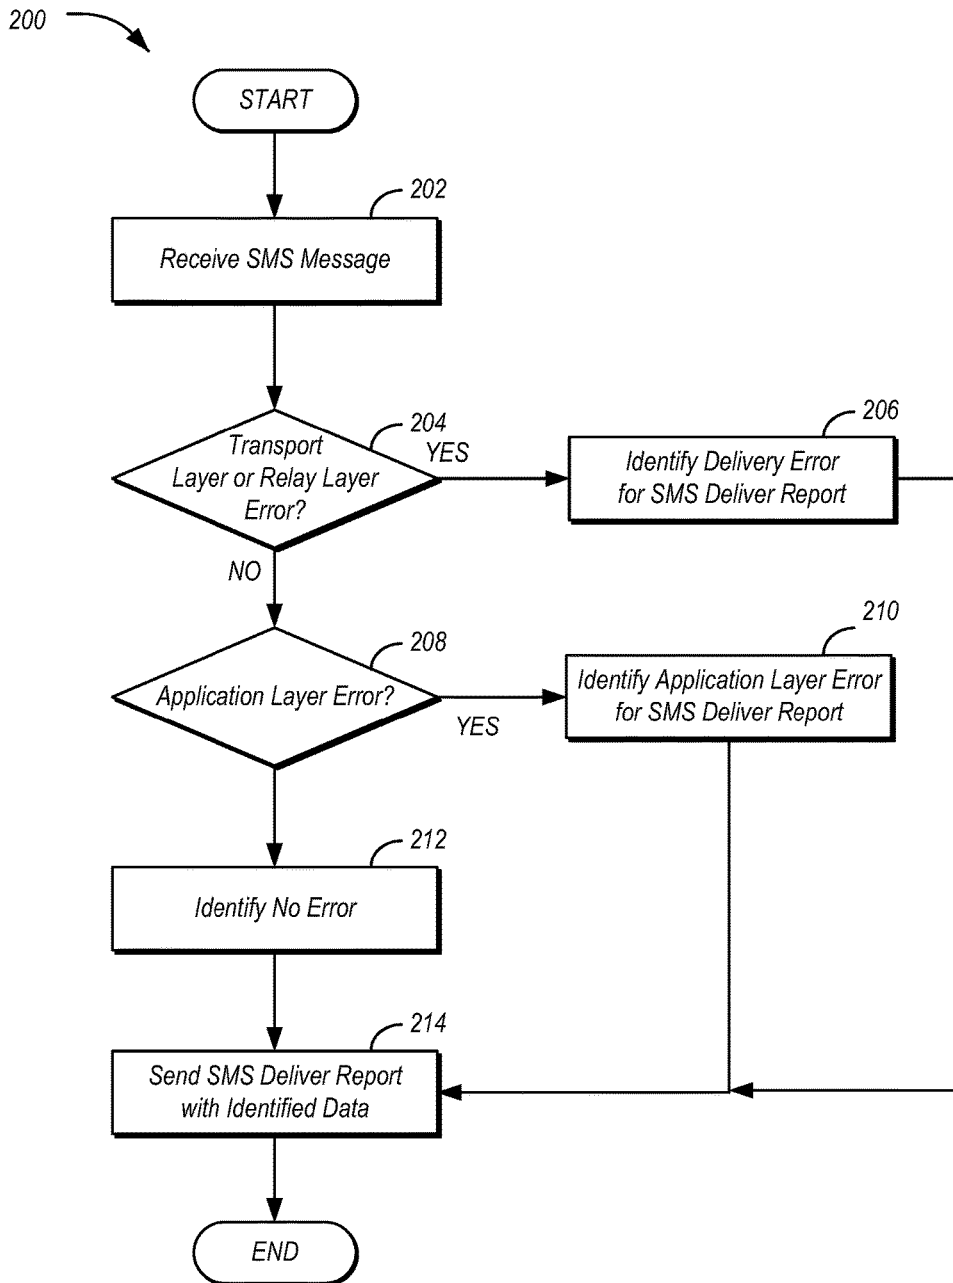 200
START
202
Receive SMS Message
204
Transport
Layer or Relay Layer
Error?
YES
206
Identify Delivery Error
for SMS Deliver Report
NO
208
Application Layer Error?
YES
210
Identify Application Layer Error
for SMS Deliver Report
212
Identify No Error
214
Send SMS Deliver Report
with Identified Data
END